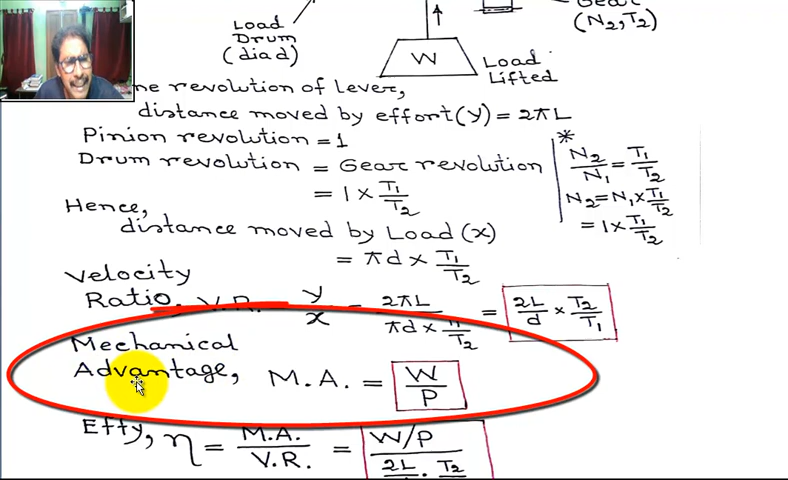 Load
Drum
(dia d)
Gear
(N2, T2)
W
Load
Lifted
ne revolution of Lever,
distance moved by effort (y) = 2πL
Pinion revolution = 1
Drum revolution = Gear revolution
= 1 × T1/T2
*
N2/N1 = T1/T2
N2 = N1 × T1/T2
= 1 × T1/T2
Hence,
distance moved by Load (x)
= πd × T1/T2
Velocity
Ratio, V.R. = y/x = 2πL/(πd × T1/T2) = 2L/d × T2/T1
Mechanical
Advantage, M.A. = W/P
Effy, η = M.A./V.R. = W/P / 2L/ . T2/